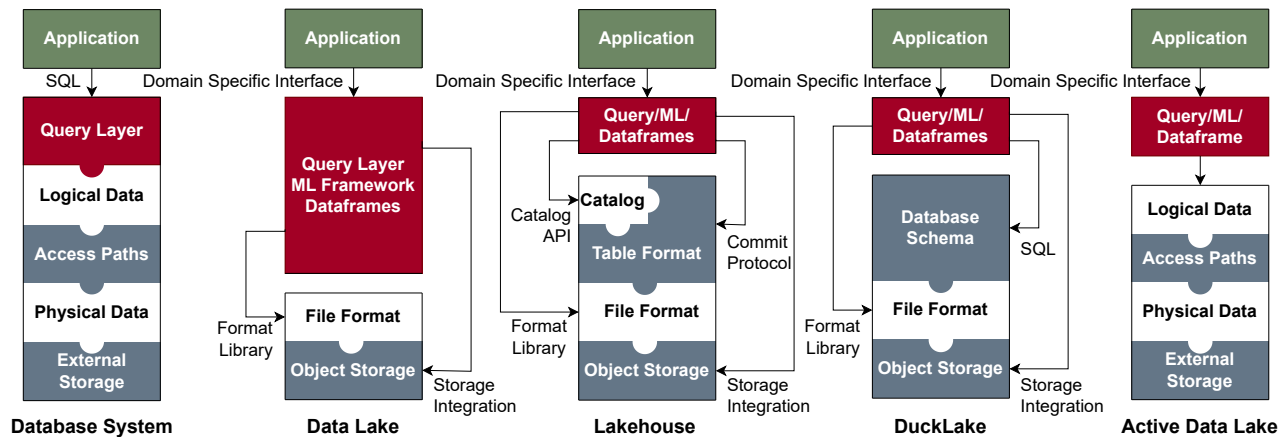 Application
SQL
Query Layer
Logical Data
Access Paths
Physical Data
External
Storage
Database System
Application
Domain Specific Interface
Query Layer
ML Framework
Dataframes
Format
Library
File Format
Object Storage
Storage
Integration
Data Lake
Application
Domain Specific Interface
Query/ML/
Dataframes
Catalog
API
Catalog
Table Format
Commit
Protocol
Format
Library
File Format
Object Storage
Storage
Integration
Lakehouse
Application
Domain Specific Interface
Query/ML/
Dataframes
Database
Schema
SQL
Format
Library
File Format
Object Storage
Storage
Integration
DuckLake
Application
Domain Specific Interface
Query/ML/
Dataframe
Logical Data
Access Paths
Physical Data
External
Storage
Active Data Lake